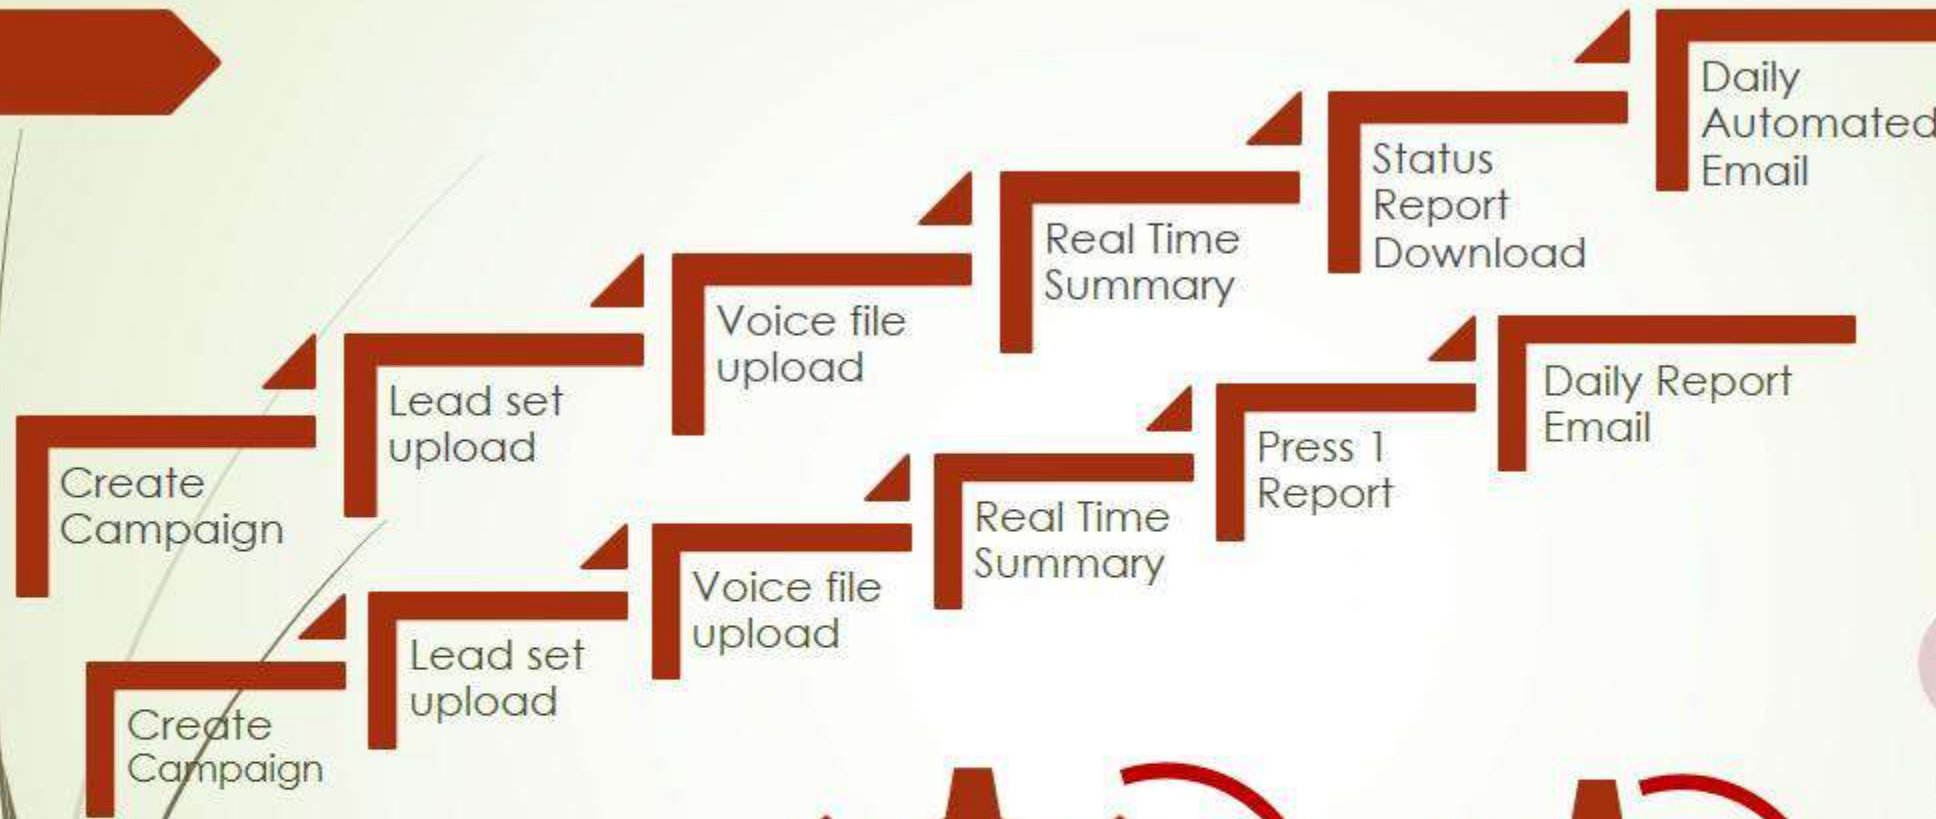 Create
Campaign
Lead set
upload
Voice file
upload
Real Time
Summary
Status
Report
Download
Daily
Automated
Email
Create
Campaign
Lead set
upload
Voice file
upload
Real Time
Summary
Press 1
Report
Daily Report
Email